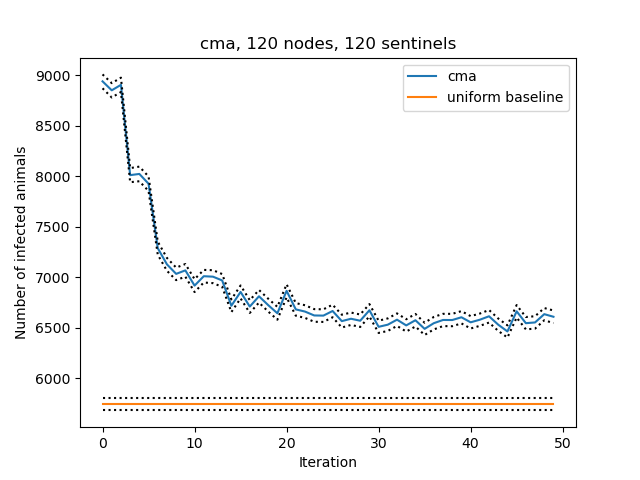 cma, 120 nodes, 120 sentinels
cma
uniform baseline
9000
8500
8000
7500
7000
6500
6000
Number of infected animals
0 10 20 30 40 50
Iteration